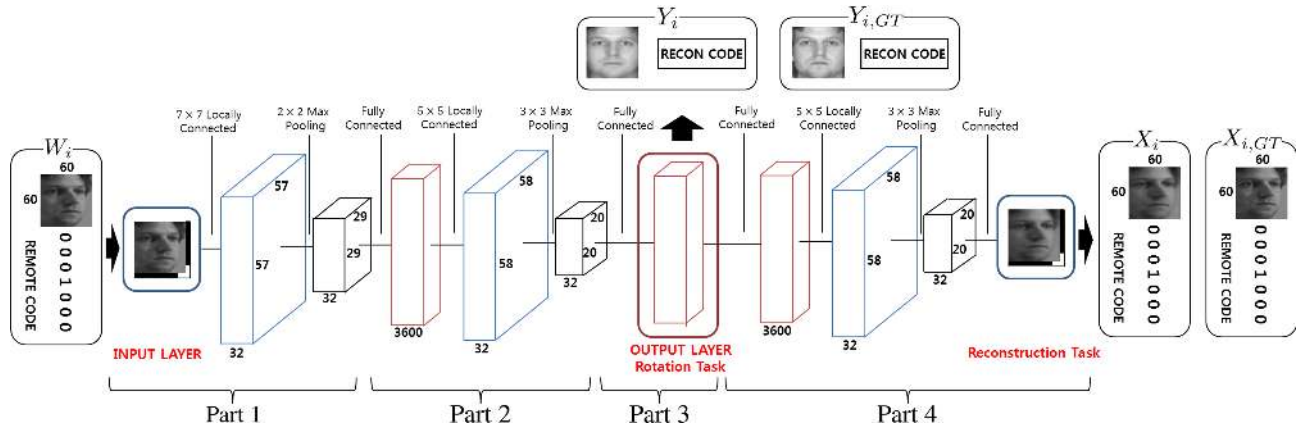 Y_i
Y_{i,GT}
RECON CODE
RECON CODE
7 × 7 Locally
Connected
2 × 2 Max
Pooling
Fully
Connected
5 × 5 Locally
Connected
3 × 3 Max
Pooling
Fully
Connected
Fully
Connected
5 × 5 Locally
Connected
3 × 3 Max
Pooling
Fully
Connected
W_i
60
60
REMOTE CODE
0 0 0 1 0 0 0
57
57
32
29
29
32
3600
58
58
32
20
20
32
3600
58
58
32
20
20
32
X_i
60
60
REMOTE CODE
0 0 0 1 0 0 0
X_{i,GT}
60
60
REMOTE CODE
0 0 0 1 0 0 0
INPUT LAYER
OUTPUT LAYER
Rotation Task
Reconstruction Task
Part 1
Part 2
Part 3
Part 4